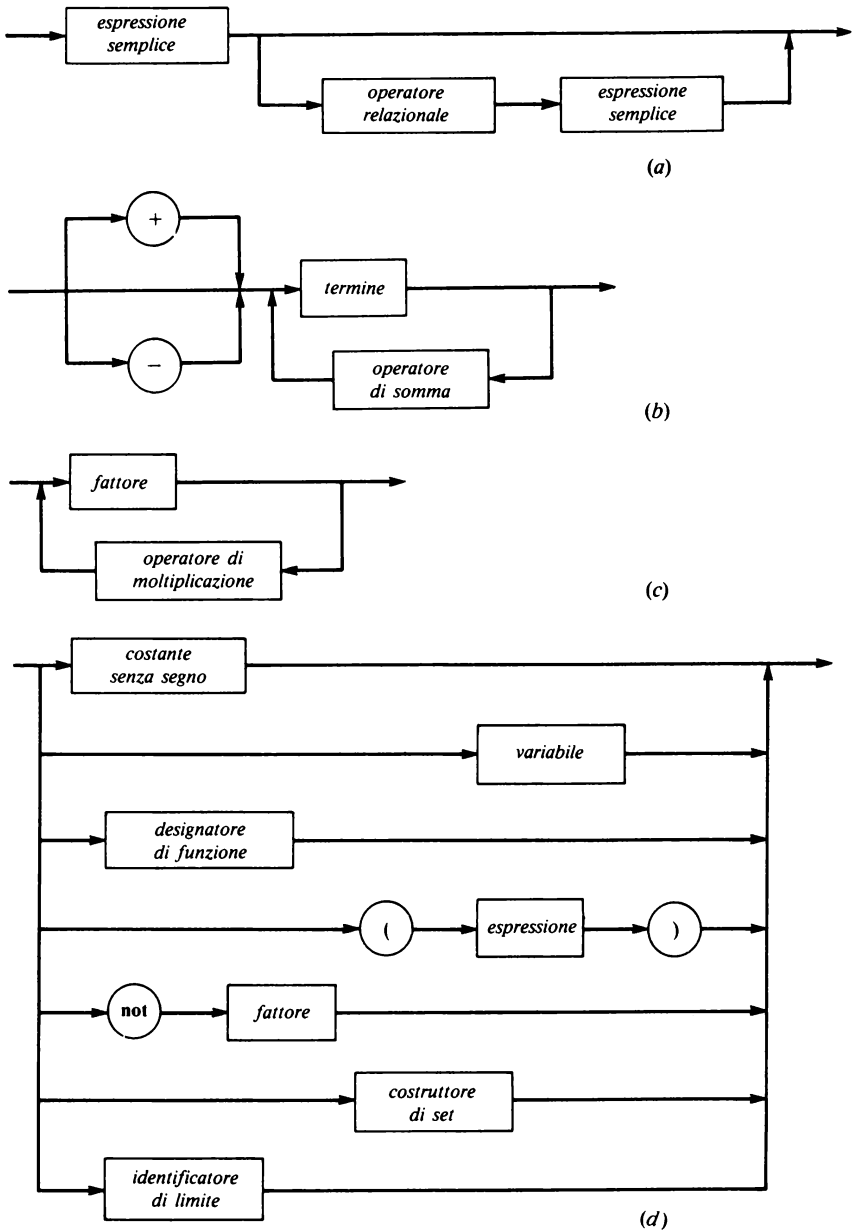 espressione
semplice
operatore
relazionale
espressione
semplice
(a)
+
termine
−
operatore
di somma
(b)
fattore
operatore di
moltiplicazione
(c)
costante
senza segno
variabile
designatore
di funzione
(
espressione
)
not
fattore
costruttore
di set
identificatore
di limite
(d)